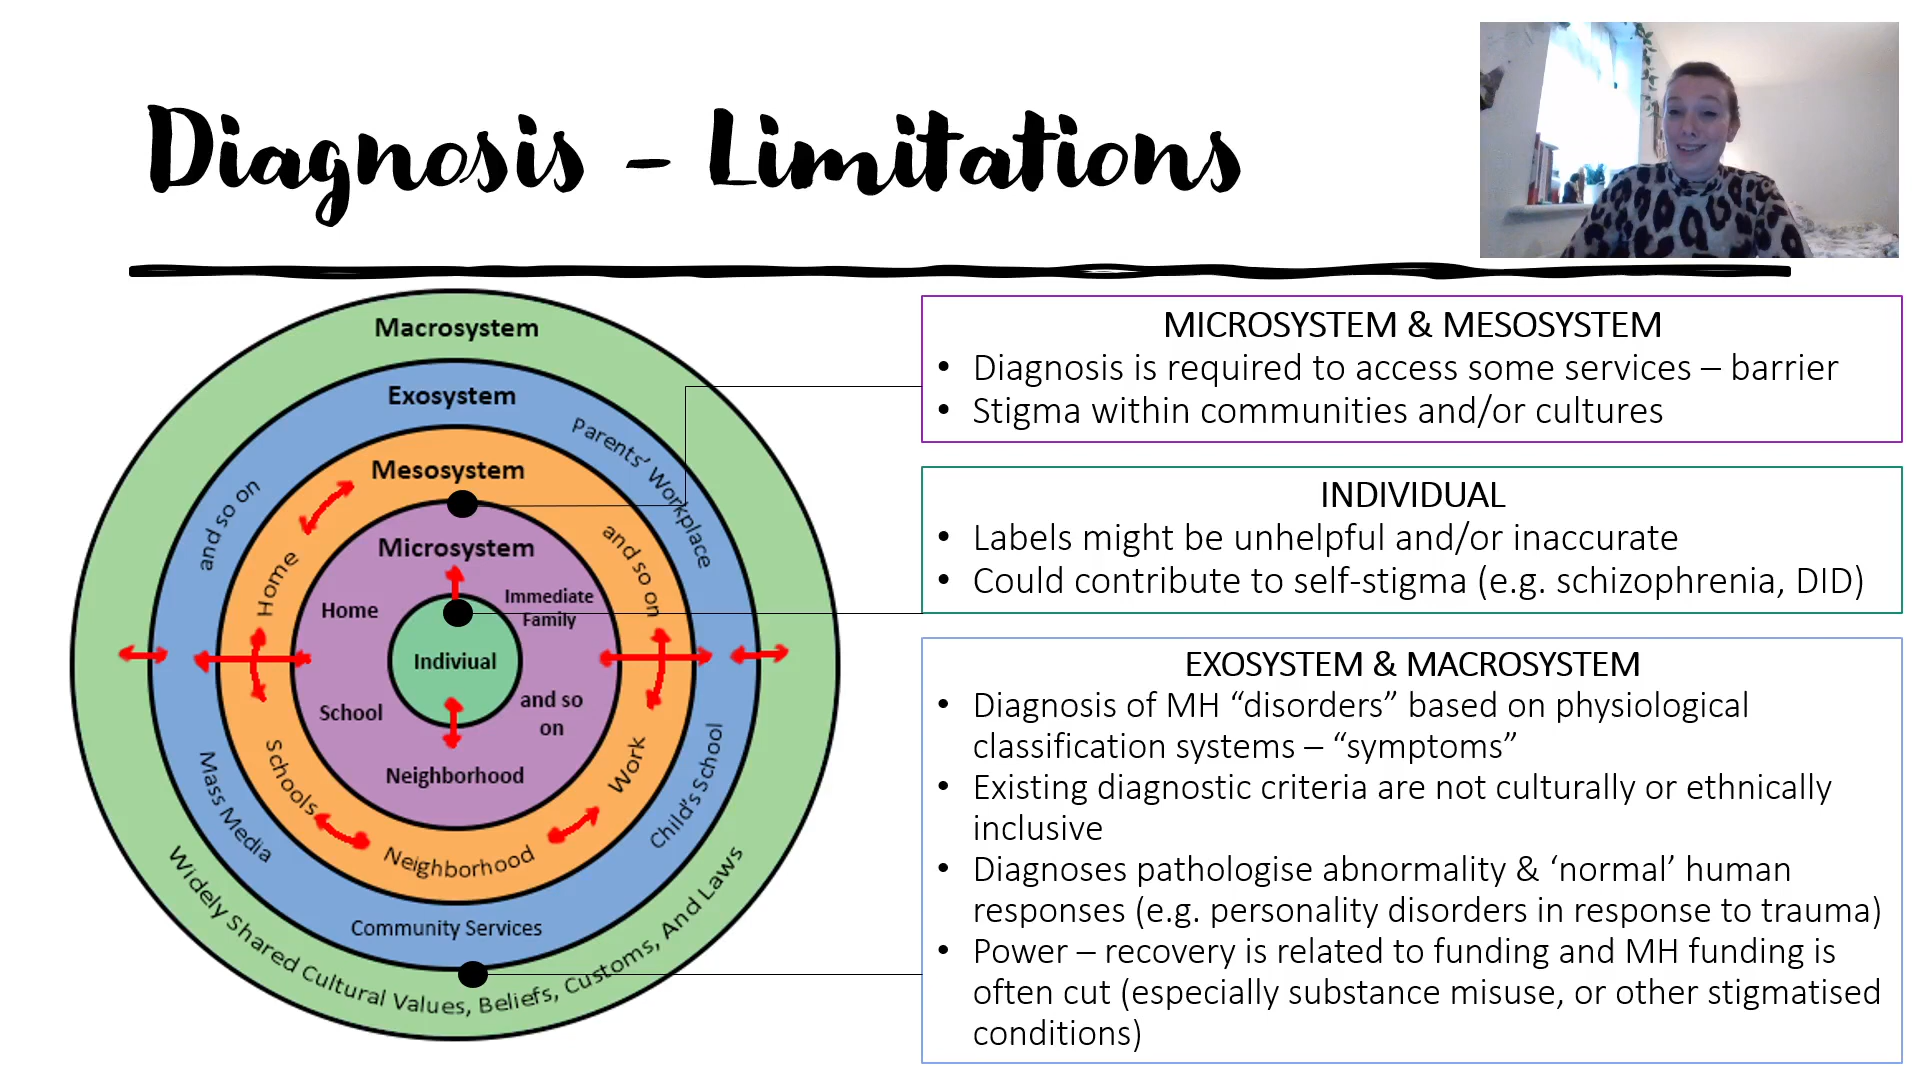 Diagnosis - Limitations
Macrosystem
Exosystem
Parents' Workplace
and so on
Mesosystem
and so on
Home
Microsystem
Home
Immediate
Family
Indiviual
School
and so
on
Neighborhood
Schools
Work
Neighborhood
Mass Media
Child's School
Community Services
Widely Shared Cultural Values, Beliefs, Customs, And Laws
MICROSYSTEM & MESOSYSTEM
• Diagnosis is required to access some services – barrier
• Stigma within communities and/or cultures
INDIVIDUAL
• Labels might be unhelpful and/or inaccurate
• Could contribute to self-stigma (e.g. schizophrenia, DID)
EXOSYSTEM & MACROSYSTEM
• Diagnosis of MH “disorders” based on physiological
classification systems – “symptoms”
• Existing diagnostic criteria are not culturally or ethnically
inclusive
• Diagnoses pathologise abnormality & ‘normal’ human
responses (e.g. personality disorders in response to trauma)
• Power – recovery is related to funding and MH funding is
often cut (especially substance misuse, or other stigmatised
conditions)